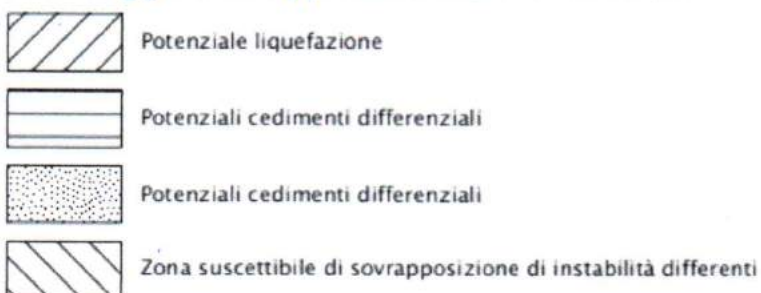 Potenziale liquefazione
Potenziali cedimenti differenziali
Potenziali cedimenti differenziali
Zona suscettibile di sovrapposizione di instabilità differenti